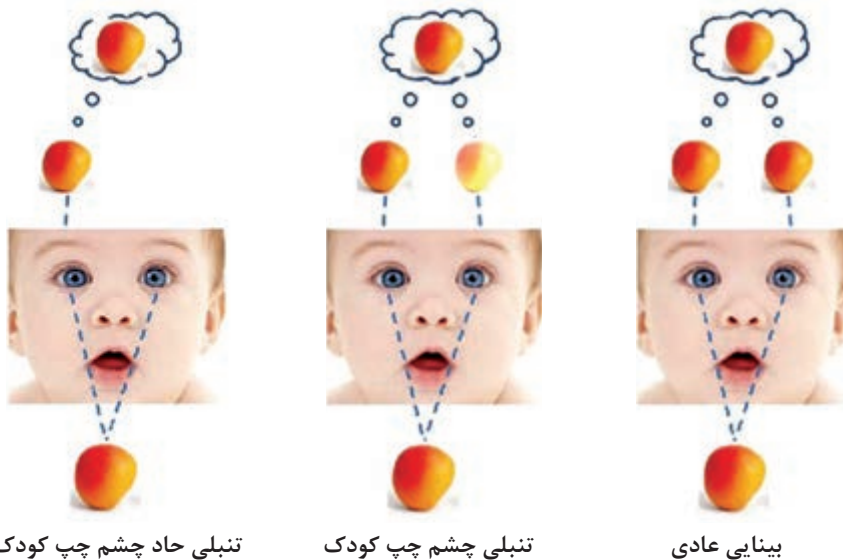 بینایی عادی
تنبلی چشم چپ کودک
تنبلی حاد چشم چپ کودک